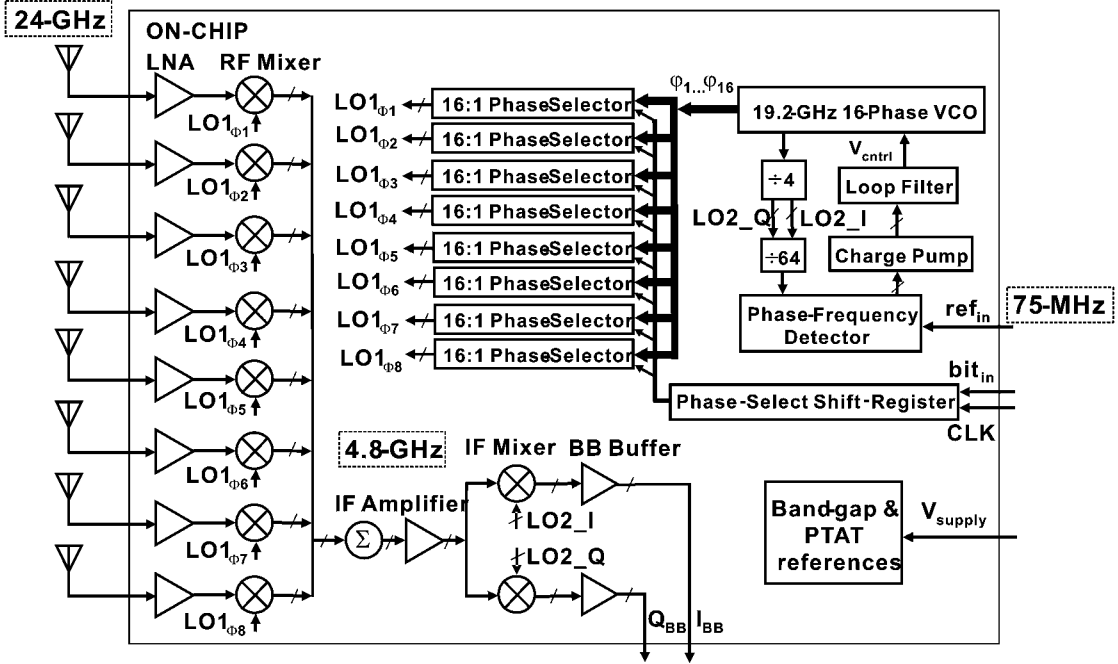 24-GHz
ON-CHIP
LNA RF Mixer
LO1Φ1
LO1Φ2
LO1Φ3
LO1Φ4
LO1Φ5
LO1Φ6
LO1Φ7
LO1Φ8
LO1Φ1 16:1 PhaseSelector
LO1Φ2 16:1 PhaseSelector
LO1Φ3 16:1 PhaseSelector
LO1Φ4 16:1 PhaseSelector
LO1Φ5 16:1 PhaseSelector
LO1Φ6 16:1 PhaseSelector
LO1Φ7 16:1 PhaseSelector
LO1Φ8 16:1 PhaseSelector
φ1...φ16
19.2-GHz 16-Phase VCO
Vcntrl
÷4
Loop Filter
LO2_Q LO2_I
÷64
Charge Pump
Phase-Frequency
Detector
refin
75-MHz
bitin
Phase-Select Shift-Register
CLK
4.8-GHz
IF Mixer BB Buffer
IF Amplifier
Σ
LO2_I
LO2_Q
QBB IBB
Band-gap &
PTAT
references
Vsupply